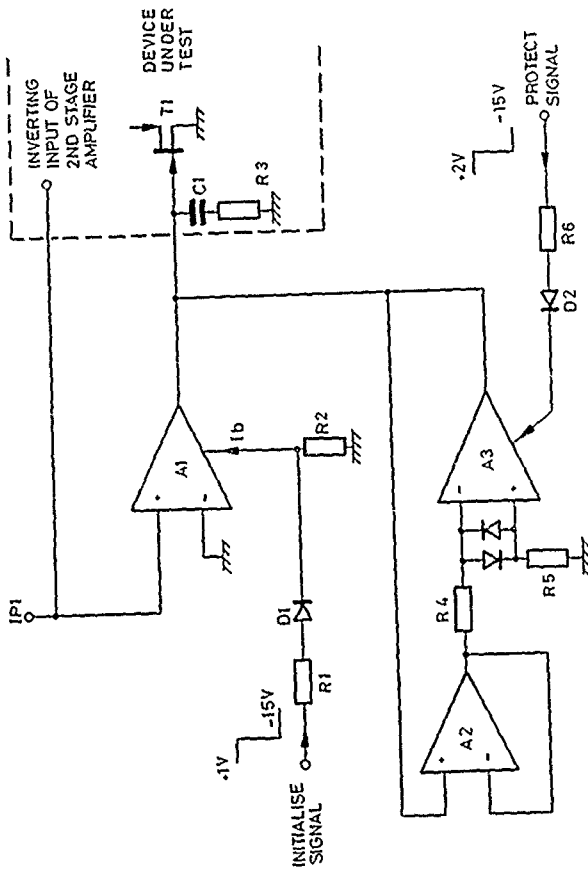 INVERTING
INPUT OF
2ND STAGE
AMPLIFIER
DEVICE
UNDER
TEST
T1
C1
R3
IP1
+
-
A1
Ib
R2
D1
R1
+1V
-15V
INITIALISE
SIGNAL
A2
+
-
R4
R5
-
+
A3
D2
R6
+2V
-15V
PROTECT
SIGNAL